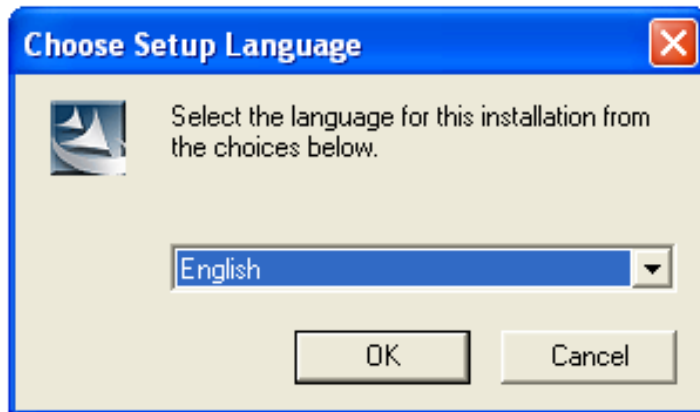 Choose Setup Language
Select the language for this installation from
the choices below.
English
OK
Cancel